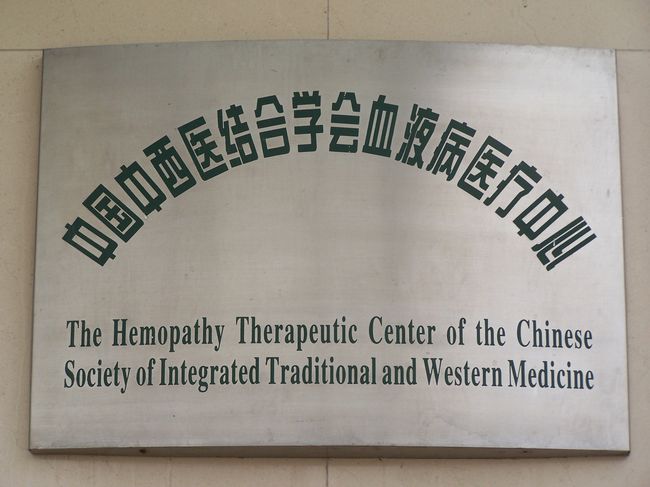 中国中西医结合学会血液病医疗中心
The Hemopathy Therapeutic Center of the Chinese
Society of Integrated Traditional and Western Medicine